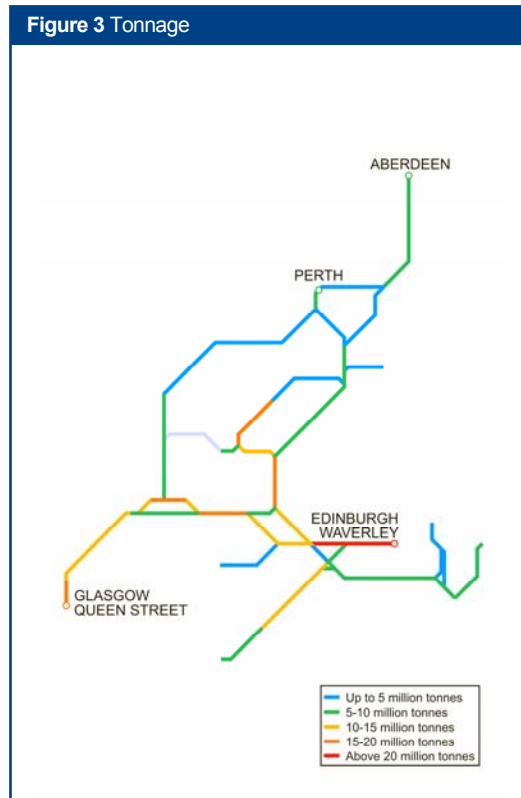 Figure 3 Tonnage
ABERDEEN
PERTH
EDINBURGH
WAVERLEY
GLASGOW
QUEEN STREET
Up to 5 million tonnes
5-10 million tonnes
10-15 million tonnes
15-20 million tonnes
Above 20 million tonnes